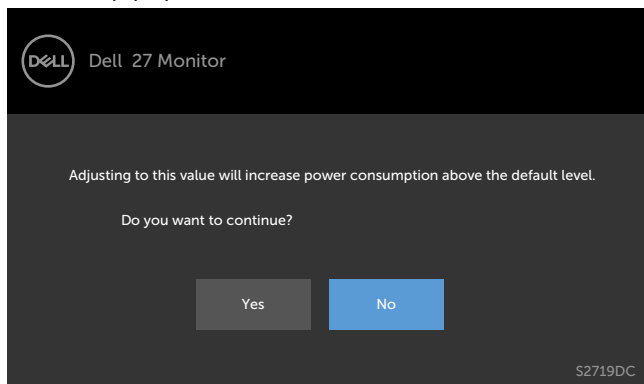 DELL Dell 27 Monitor
Adjusting to this value will increase power consumption above the default level.
Do you want to continue?
Yes No
S2719DC